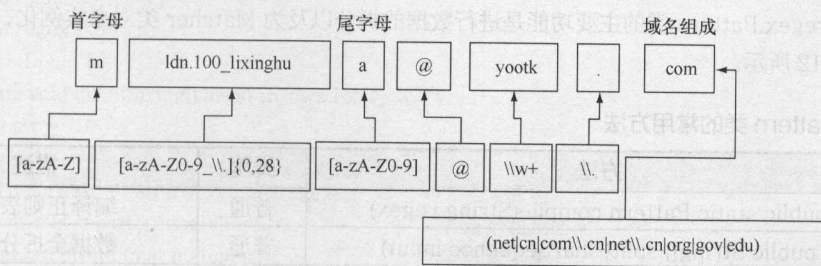 首字母
尾字母
域名组成
m
ldn.100_lixinghu
a
@
yootk
.
com
[a-zA-Z]
[a-zA-Z0-9_\\.]{0,28}
[a-zA-Z0-9]
@
\\w+
\\.
(net|cn|com\\.cn|net\\.cn|org|gov|edu)